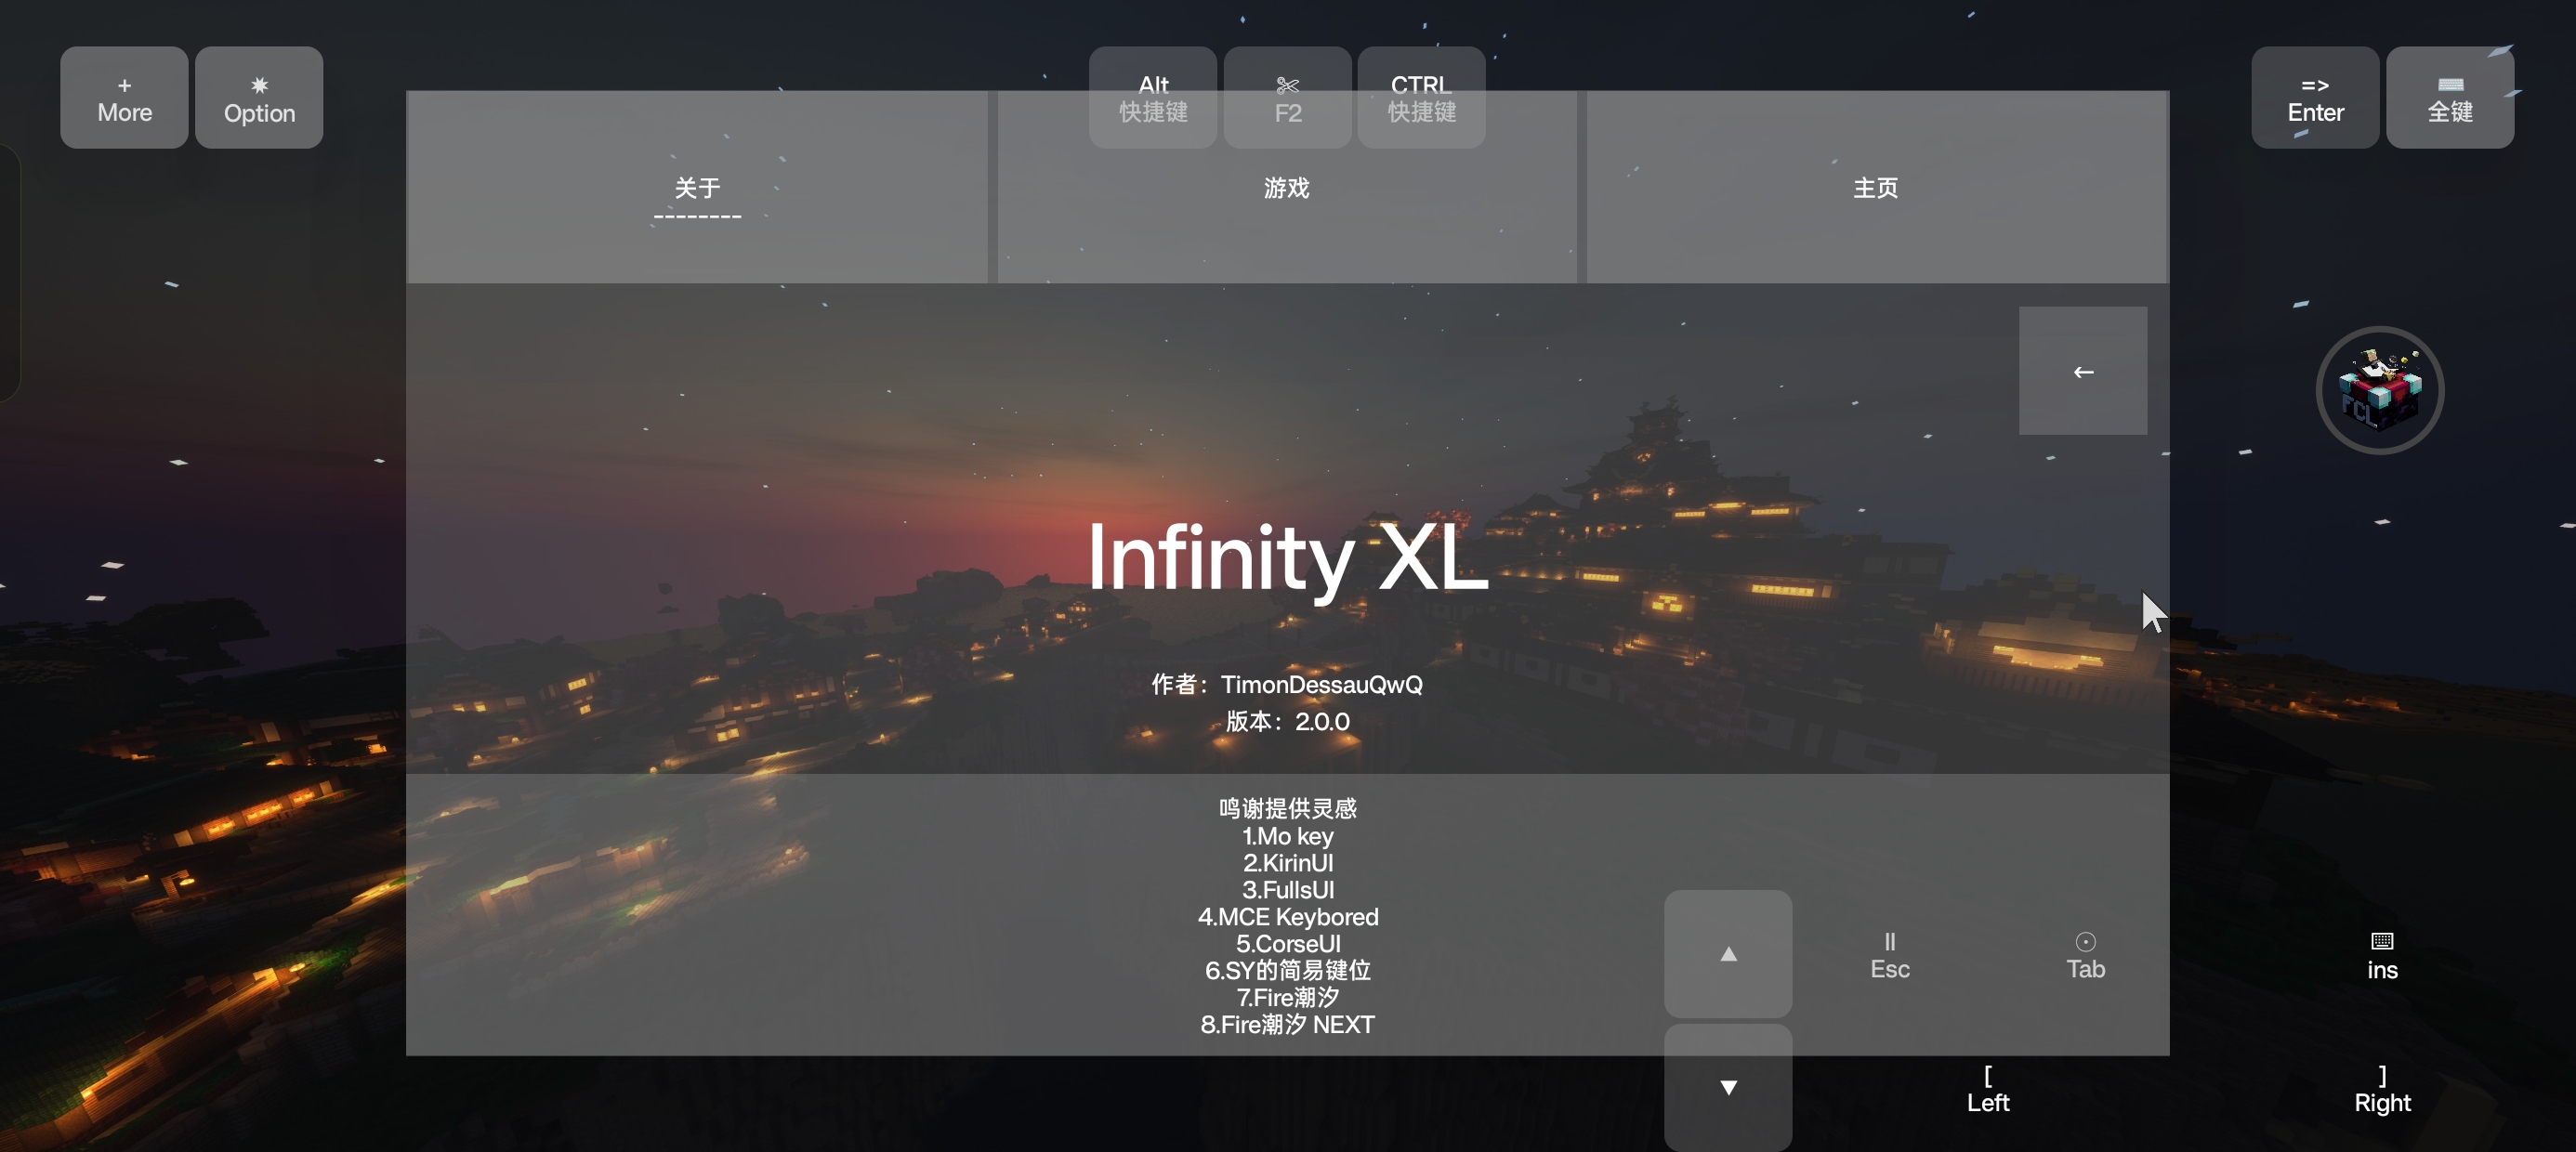 +
More
✷
Option
Alt
快捷键
✄
F2
CTRL
快捷键
=>
Enter
全键
关于
--------
游戏
主页
←
FCL
Infinity XL
作者：TimonDessauQwQ
版本：2.0.0
鸣谢提供灵感
1.Mo key
2.KirinUI
3.FullsUI
4.MCE Keybored
5.CorseUI
6.SY的简易键位
7.Fire潮汐
8.Fire潮汐 NEXT
▲
II
Esc
⊙
Tab
ins
▼
[
Left
]
Right